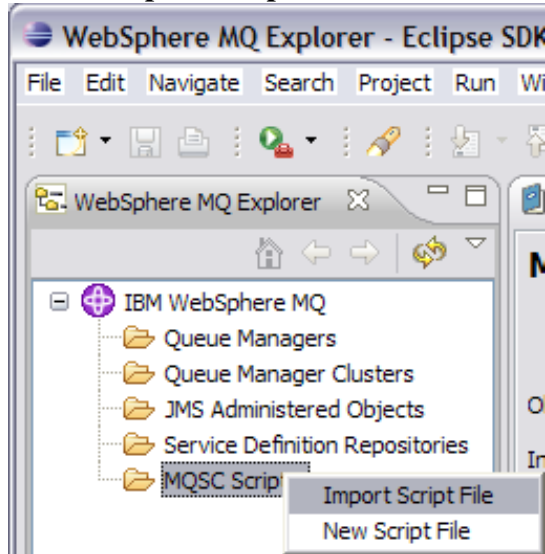 WebSphere MQ Explorer - Eclipse SDK
File Edit Navigate Search Project Run
WebSphere MQ Explorer
IBM WebSphere MQ
Queue Managers
Queue Manager Clusters
JMS Administered Objects
Service Definition Repositories
MQSC
Import Script File
New Script File